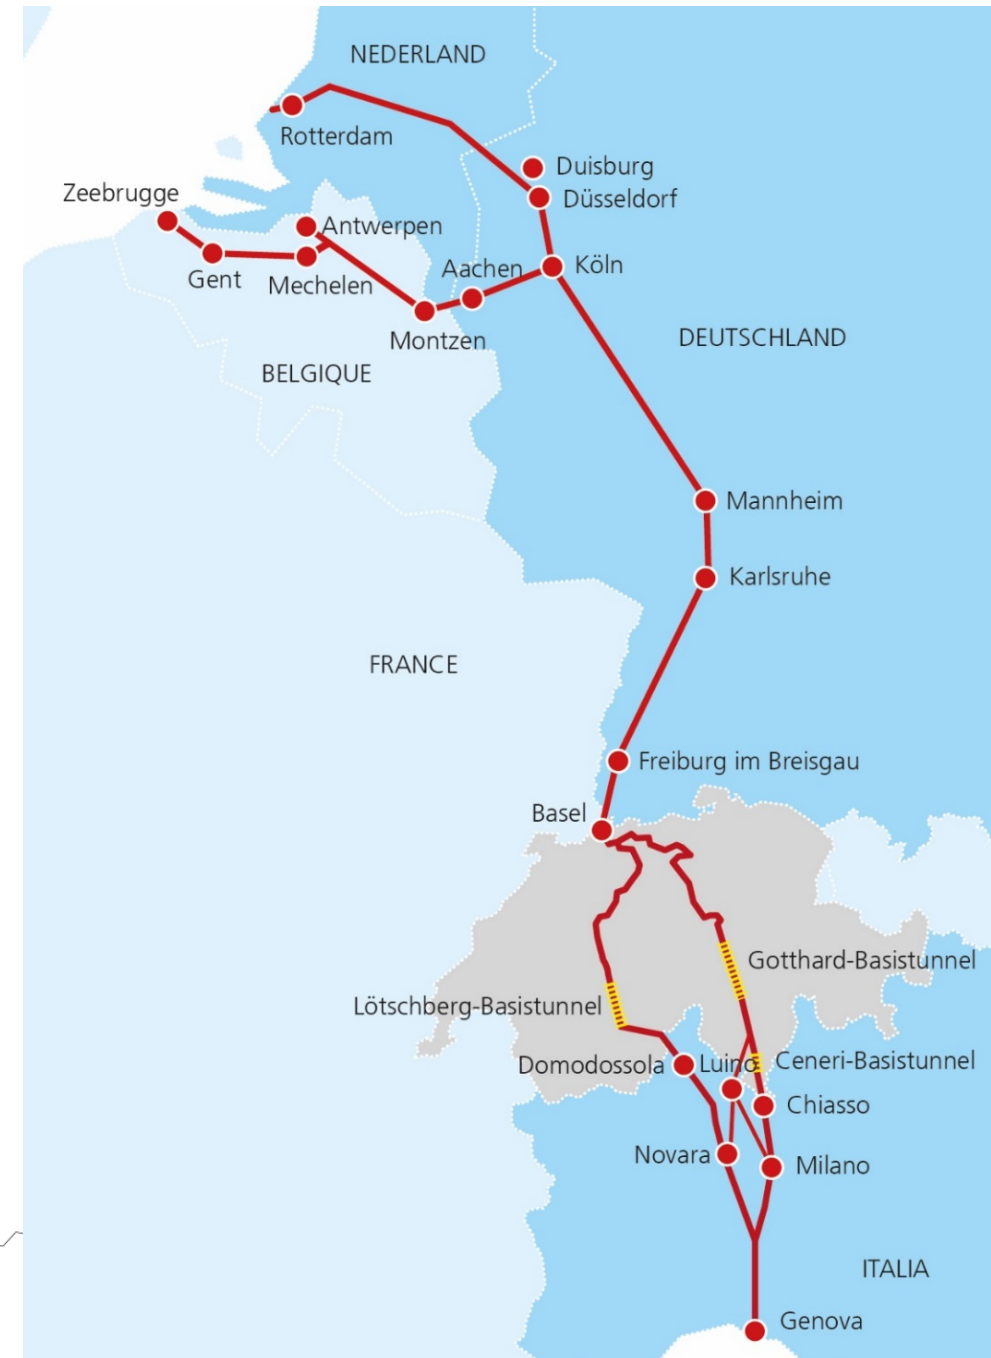 NEDERLAND
Rotterdam
Duisburg
Zeebrugge
Düsseldorf
Antwerpen
Aachen
Köln
Gent
Mechelen
Montzen
DEUTSCHLAND
BELGIQUE
Mannheim
Karlsruhe
FRANCE
Freiburg im Breisgau
Basel
Gotthard-Basistunnel
Lötschberg-Basistunnel
Domodossola
Luino
Ceneri-Basistunnel
Chiasso
Novara
Milano
ITALIA
Genova